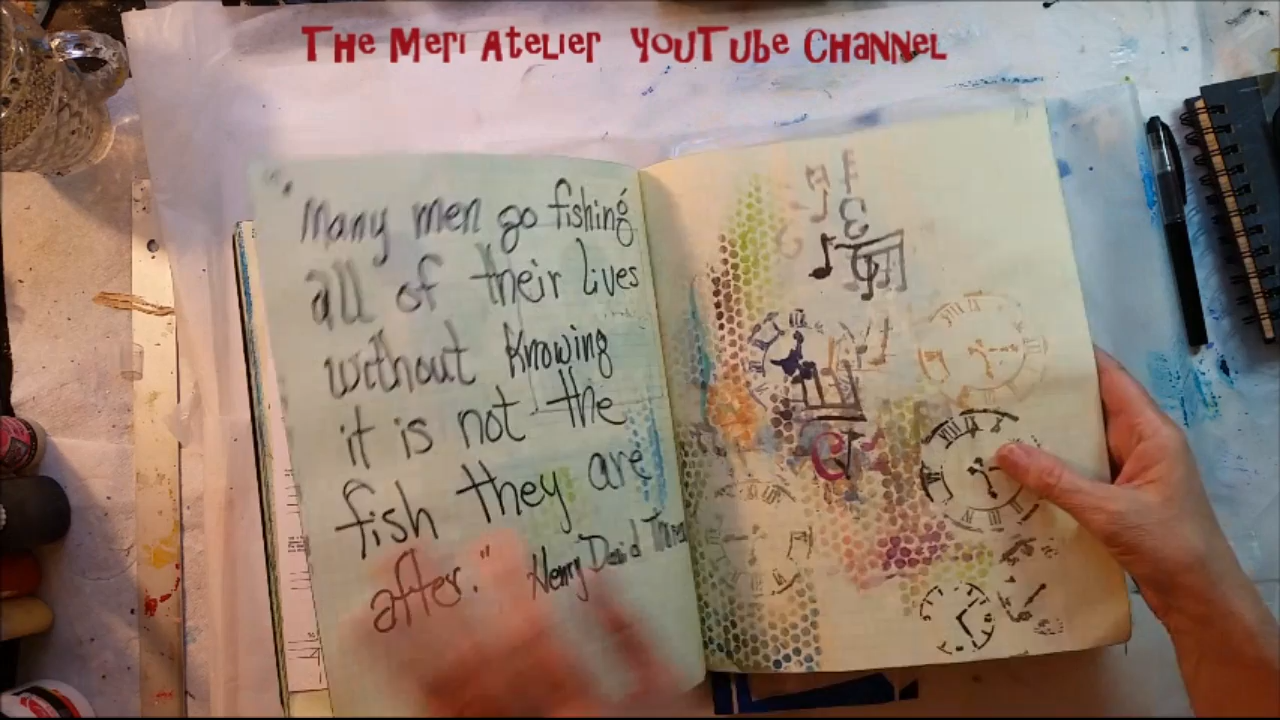 The Meri Atelier YouTube Channel
"Many men go fishing
all of their lives
without knowing
it is not the
fish they are
after." Henry David